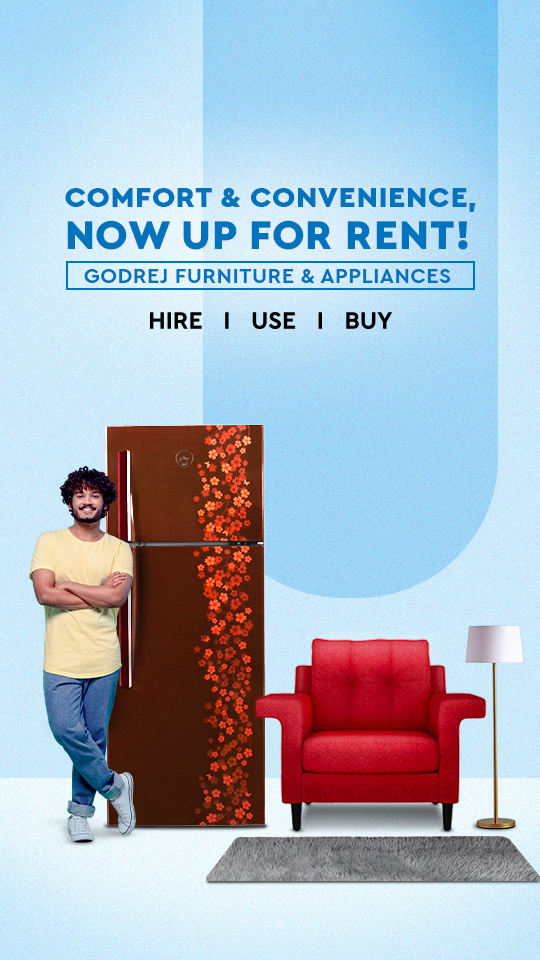 COMFORT & CONVENIENCE,
NOW UP FOR RENT!
GODREJ FURNITURE & APPLIANCES
HIRE I USE I BUY